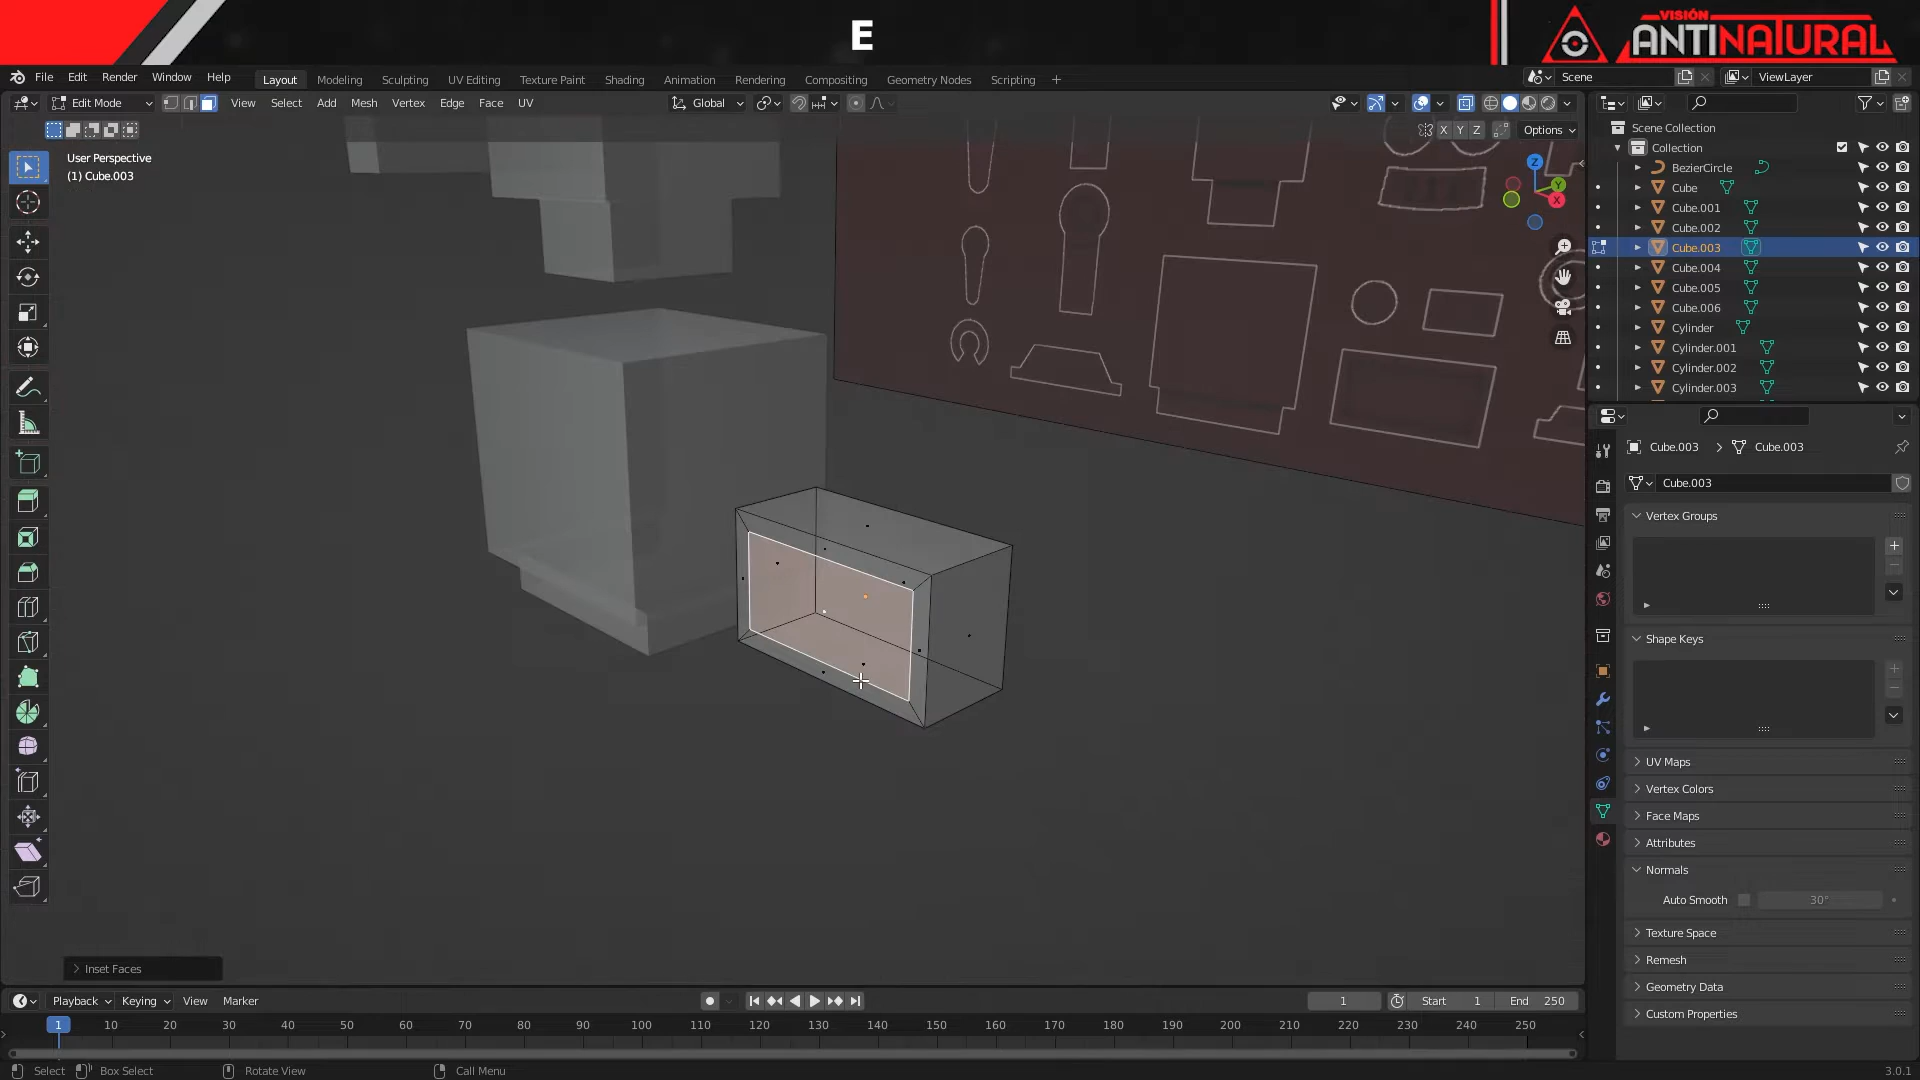 E
VISIÓN
ANTINATURAL
File Edit Render Window Help
Layout Modeling Sculpting UV Editing Texture Paint Shading Animation Rendering Compositing Geometry Nodes Scripting +
Scene
ViewLayer
Edit Mode
View Select Add Mesh Vertex Edge Face UV
Global
X Y Z
Options
User Perspective
(1) Cube.003
Z
Y
X
Scene Collection
Collection
BezierCircle
Cube
Cube.001
Cube.002
Cube.003
Cube.004
Cube.005
Cube.006
Cylinder
Cylinder.001
Cylinder.002
Cylinder.003
Cube.003 > Cube.003
Cube.003
Vertex Groups
Shape Keys
UV Maps
Vertex Colors
Face Maps
Attributes
Normals
Auto Smooth 30°
Texture Space
Remesh
Geometry Data
Custom Properties
Inset Faces
Playback Keying View Marker
1
Start 1
End 250
1 10 20 30 40 50 60 70 80 90 100 110 120 130 140 150 160 170 180 190 200 210 220 230 240 250
Select Box Select Rotate View Call Menu
3.0.1